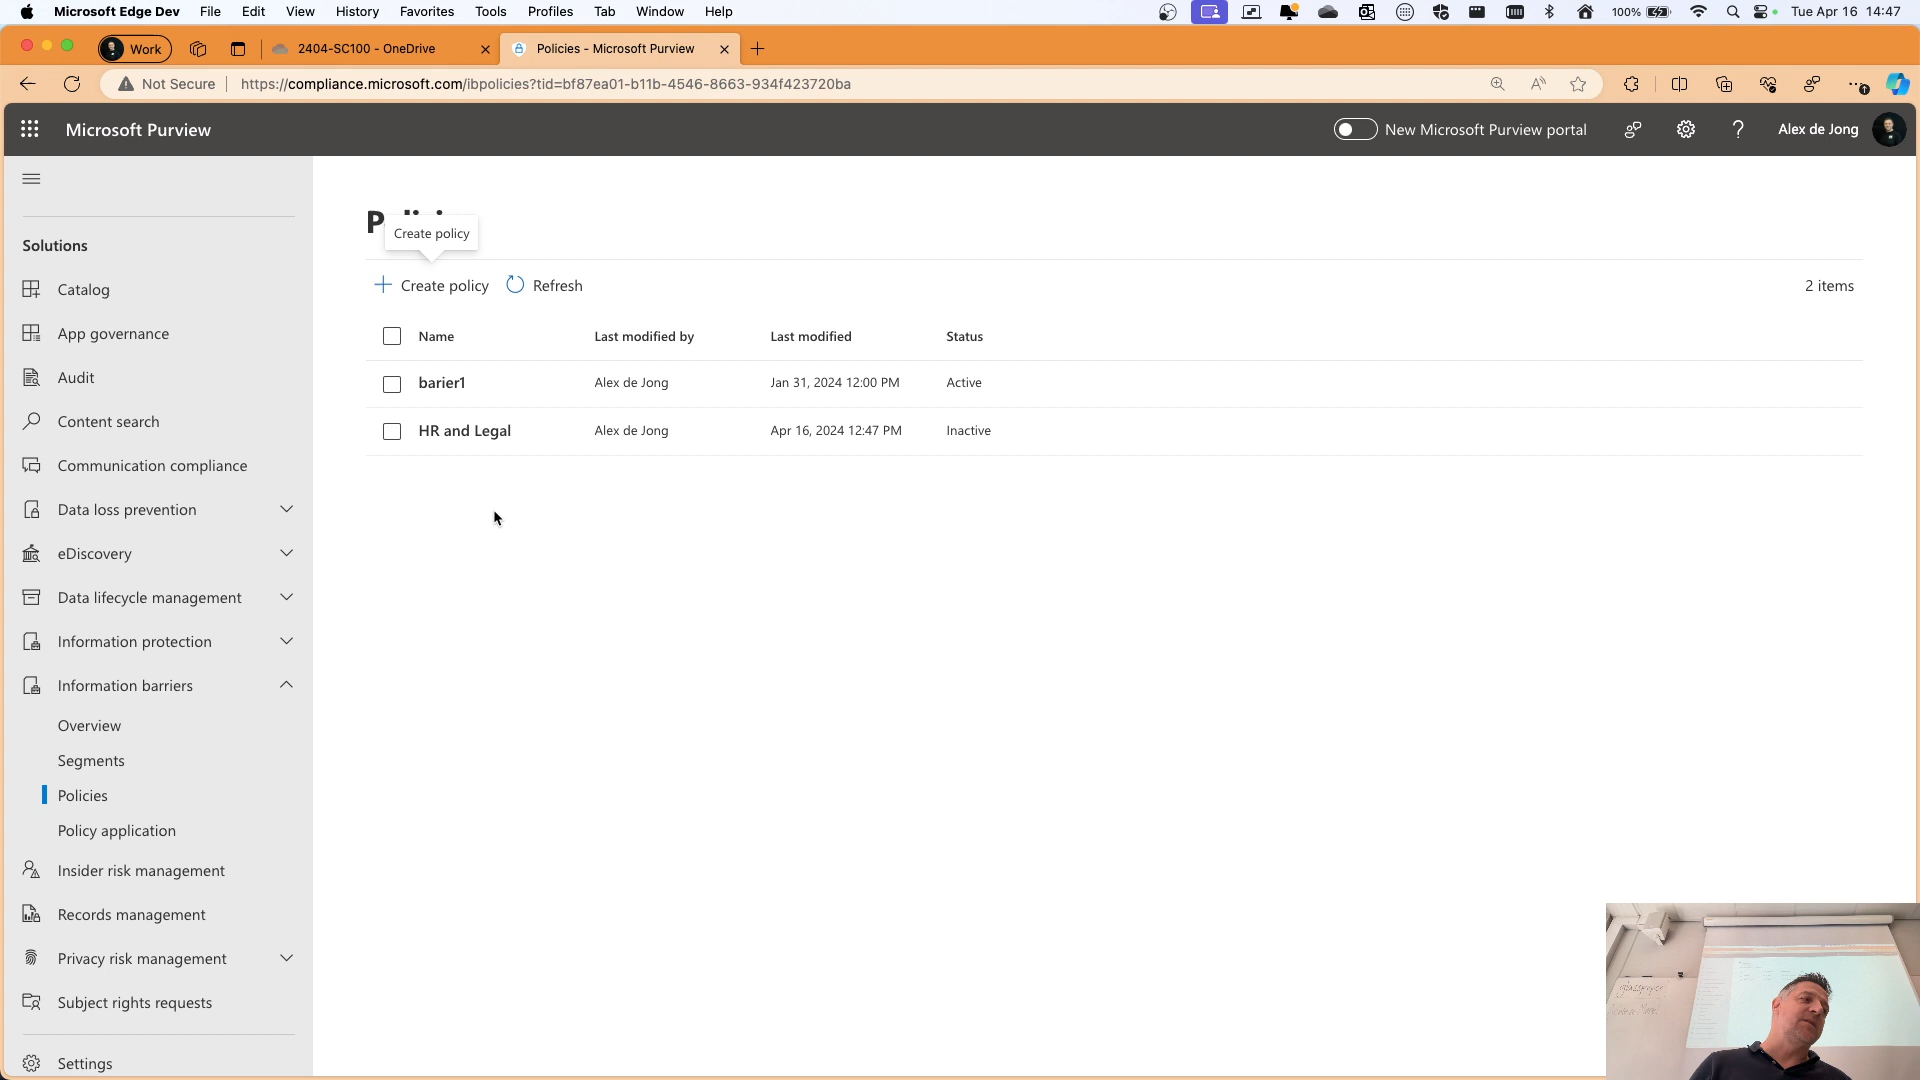 Microsoft Edge Dev File Edit View History Favorites Tools Profiles Tab Window Help 100% Tue Apr 16 14:47
Work 2404-SC100 - OneDrive Policies - Microsoft Purview
Not Secure https://compliance.microsoft.com/ibpolicies?tid=bf87ea01-b11b-4546-8663-934f423720ba
Microsoft Purview New Microsoft Purview portal Alex de Jong
Solutions
Catalog
App governance
Audit
Content search
Communication compliance
Data loss prevention
eDiscovery
Data lifecycle management
Information protection
Information barriers
Overview
Segments
Policies
Policy application
Insider risk management
Records management
Privacy risk management
Subject rights requests
Settings
Create policy
Create policy Refresh 2 items
Name Last modified by Last modified Status
barier1 Alex de Jong Jan 31, 2024 12:00 PM Active
HR and Legal Alex de Jong Apr 16, 2024 12:47 PM Inactive
glasspaper